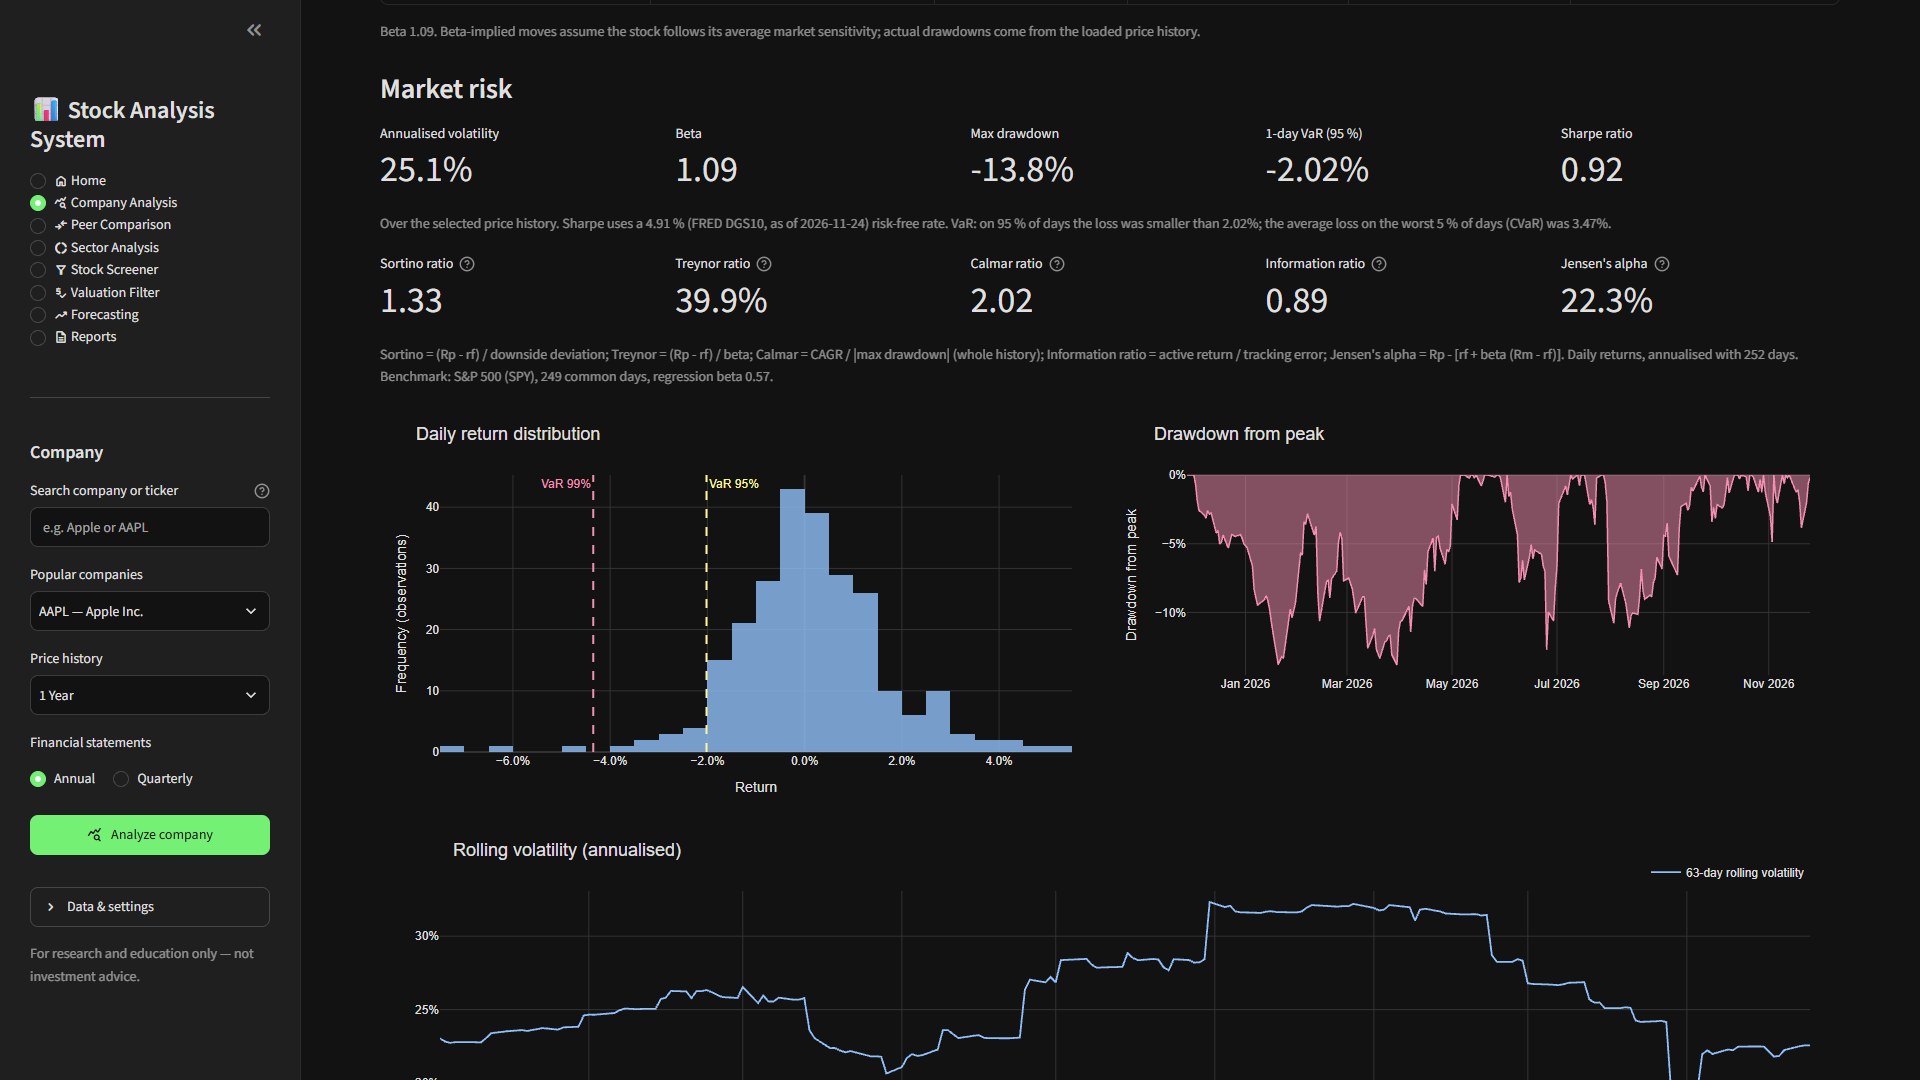 Stock Analysis
System
Home
Company Analysis
Peer Comparison
Sector Analysis
Stock Screener
Valuation Filter
Forecasting
Reports
Company
Search company or ticker
e.g. Apple or AAPL
Popular companies
AAPL — Apple Inc.
Price history
1 Year
Financial statements
Annual Quarterly
Analyze company
Data & settings
For research and education only — not
investment advice.
Beta 1.09. Beta-implied moves assume the stock follows its average market sensitivity; actual drawdowns come from the loaded price history.
Market risk
Annualised volatility Beta Max drawdown 1-day VaR (95 %) Sharpe ratio
25.1% 1.09 -13.8% -2.02% 0.92
Over the selected price history. Sharpe uses a 4.91 % (FRED DGS10, as of 2026-11-24) risk-free rate. VaR: on 95 % of days the loss was smaller than 2.02%; the average loss on the worst 5 % of days (CVaR) was 3.47%.
Sortino ratio Treynor ratio Calmar ratio Information ratio Jensen's alpha
1.33 39.9% 2.02 0.89 22.3%
Sortino = (Rp - rf) / downside deviation; Treynor = (Rp - rf) / beta; Calmar = CAGR / |max drawdown| (whole history); Information ratio = active return / tracking error; Jensen's alpha = Rp - [rf + beta (Rm - rf)]. Daily returns, annualised with 252 days.
Benchmark: S&P 500 (SPY), 249 common days, regression beta 0.57.
Daily return distribution
VaR 99% VaR 95%
Frequency (observations)
40
30
20
10
0
−6.0% −4.0% −2.0% 0.0% 2.0% 4.0%
Return
Drawdown from peak
Drawdown from peak
0%
−5%
−10%
Jan 2026 Mar 2026 May 2026 Jul 2026 Sep 2026 Nov 2026
Rolling volatility (annualised)
63-day rolling volatility
30%
25%